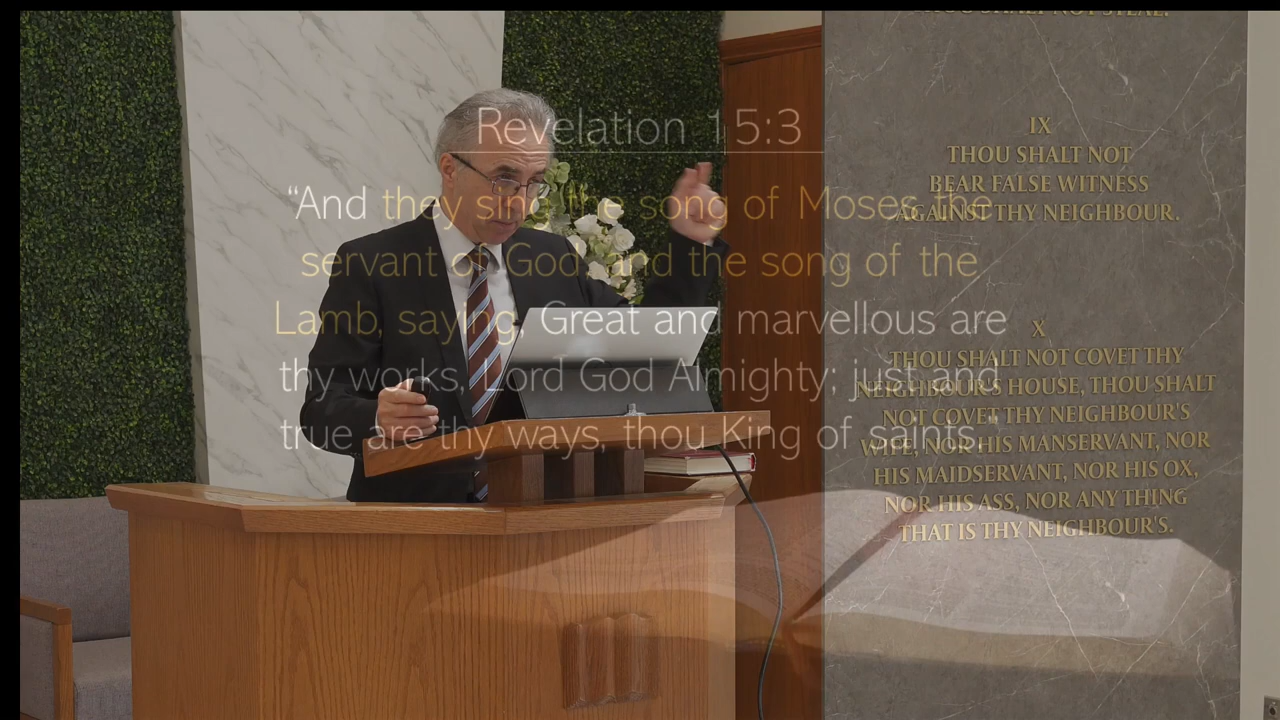 THOU SHALT NOT STEAL.
Revelation 15:3
“And they sing the song of Moses the
servant of God, and the song of the
Lamb, saying, Great and marvellous are
thy works, Lord God Almighty; just and
true are thy ways, thou King of saints.
IX
THOU SHALT NOT
BEAR FALSE WITNESS
AGAINST THY NEIGHBOUR.
X
THOU SHALT NOT COVET THY
NEIGHBOUR'S HOUSE, THOU SHALT
NOT COVET THY NEIGHBOUR'S
WIFE, NOR HIS MANSERVANT, NOR
HIS MAIDSERVANT, NOR HIS OX,
NOR HIS ASS, NOR ANY THING
THAT IS THY NEIGHBOUR'S.